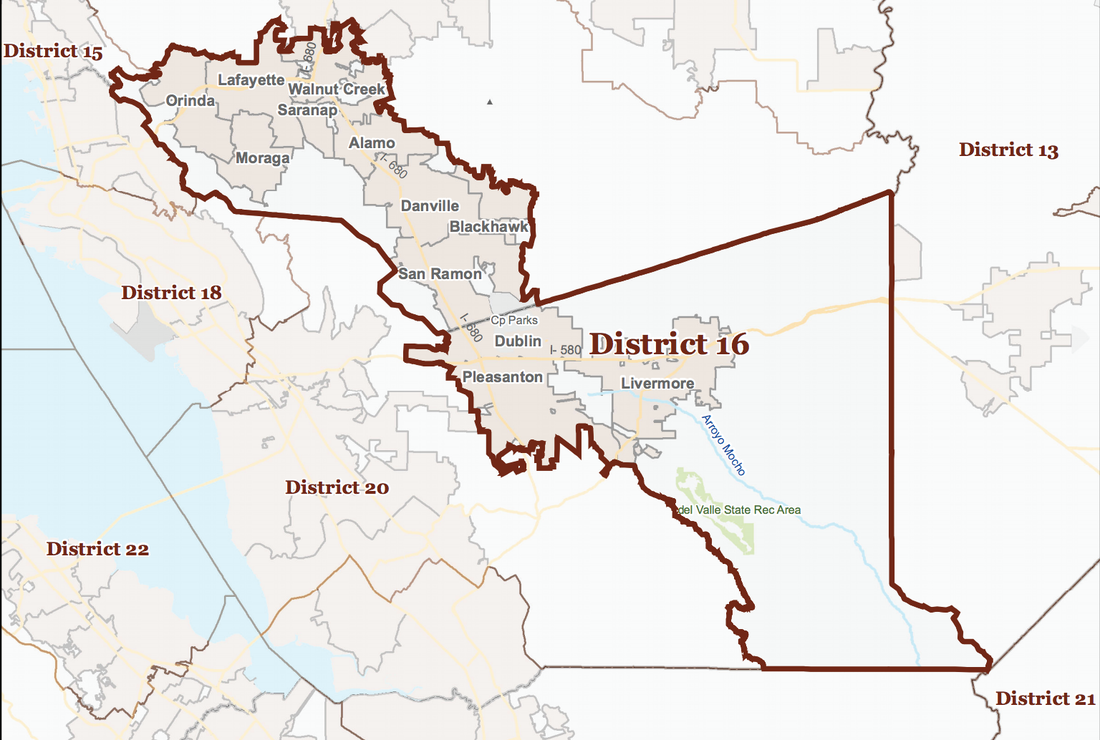 District 15
I- 680
Lafayette
Walnut Creek
Orinda
Saranap
Alamo
District 13
Moraga
I- 680
Danville
Blackhawk
San Ramon
District 18
Cp Parks
I- 680
Dublin
I- 580
District 16
Pleasanton
Livermore
Arroyo Mocho
District 20
del Valle State Rec Area
District 22
District 21